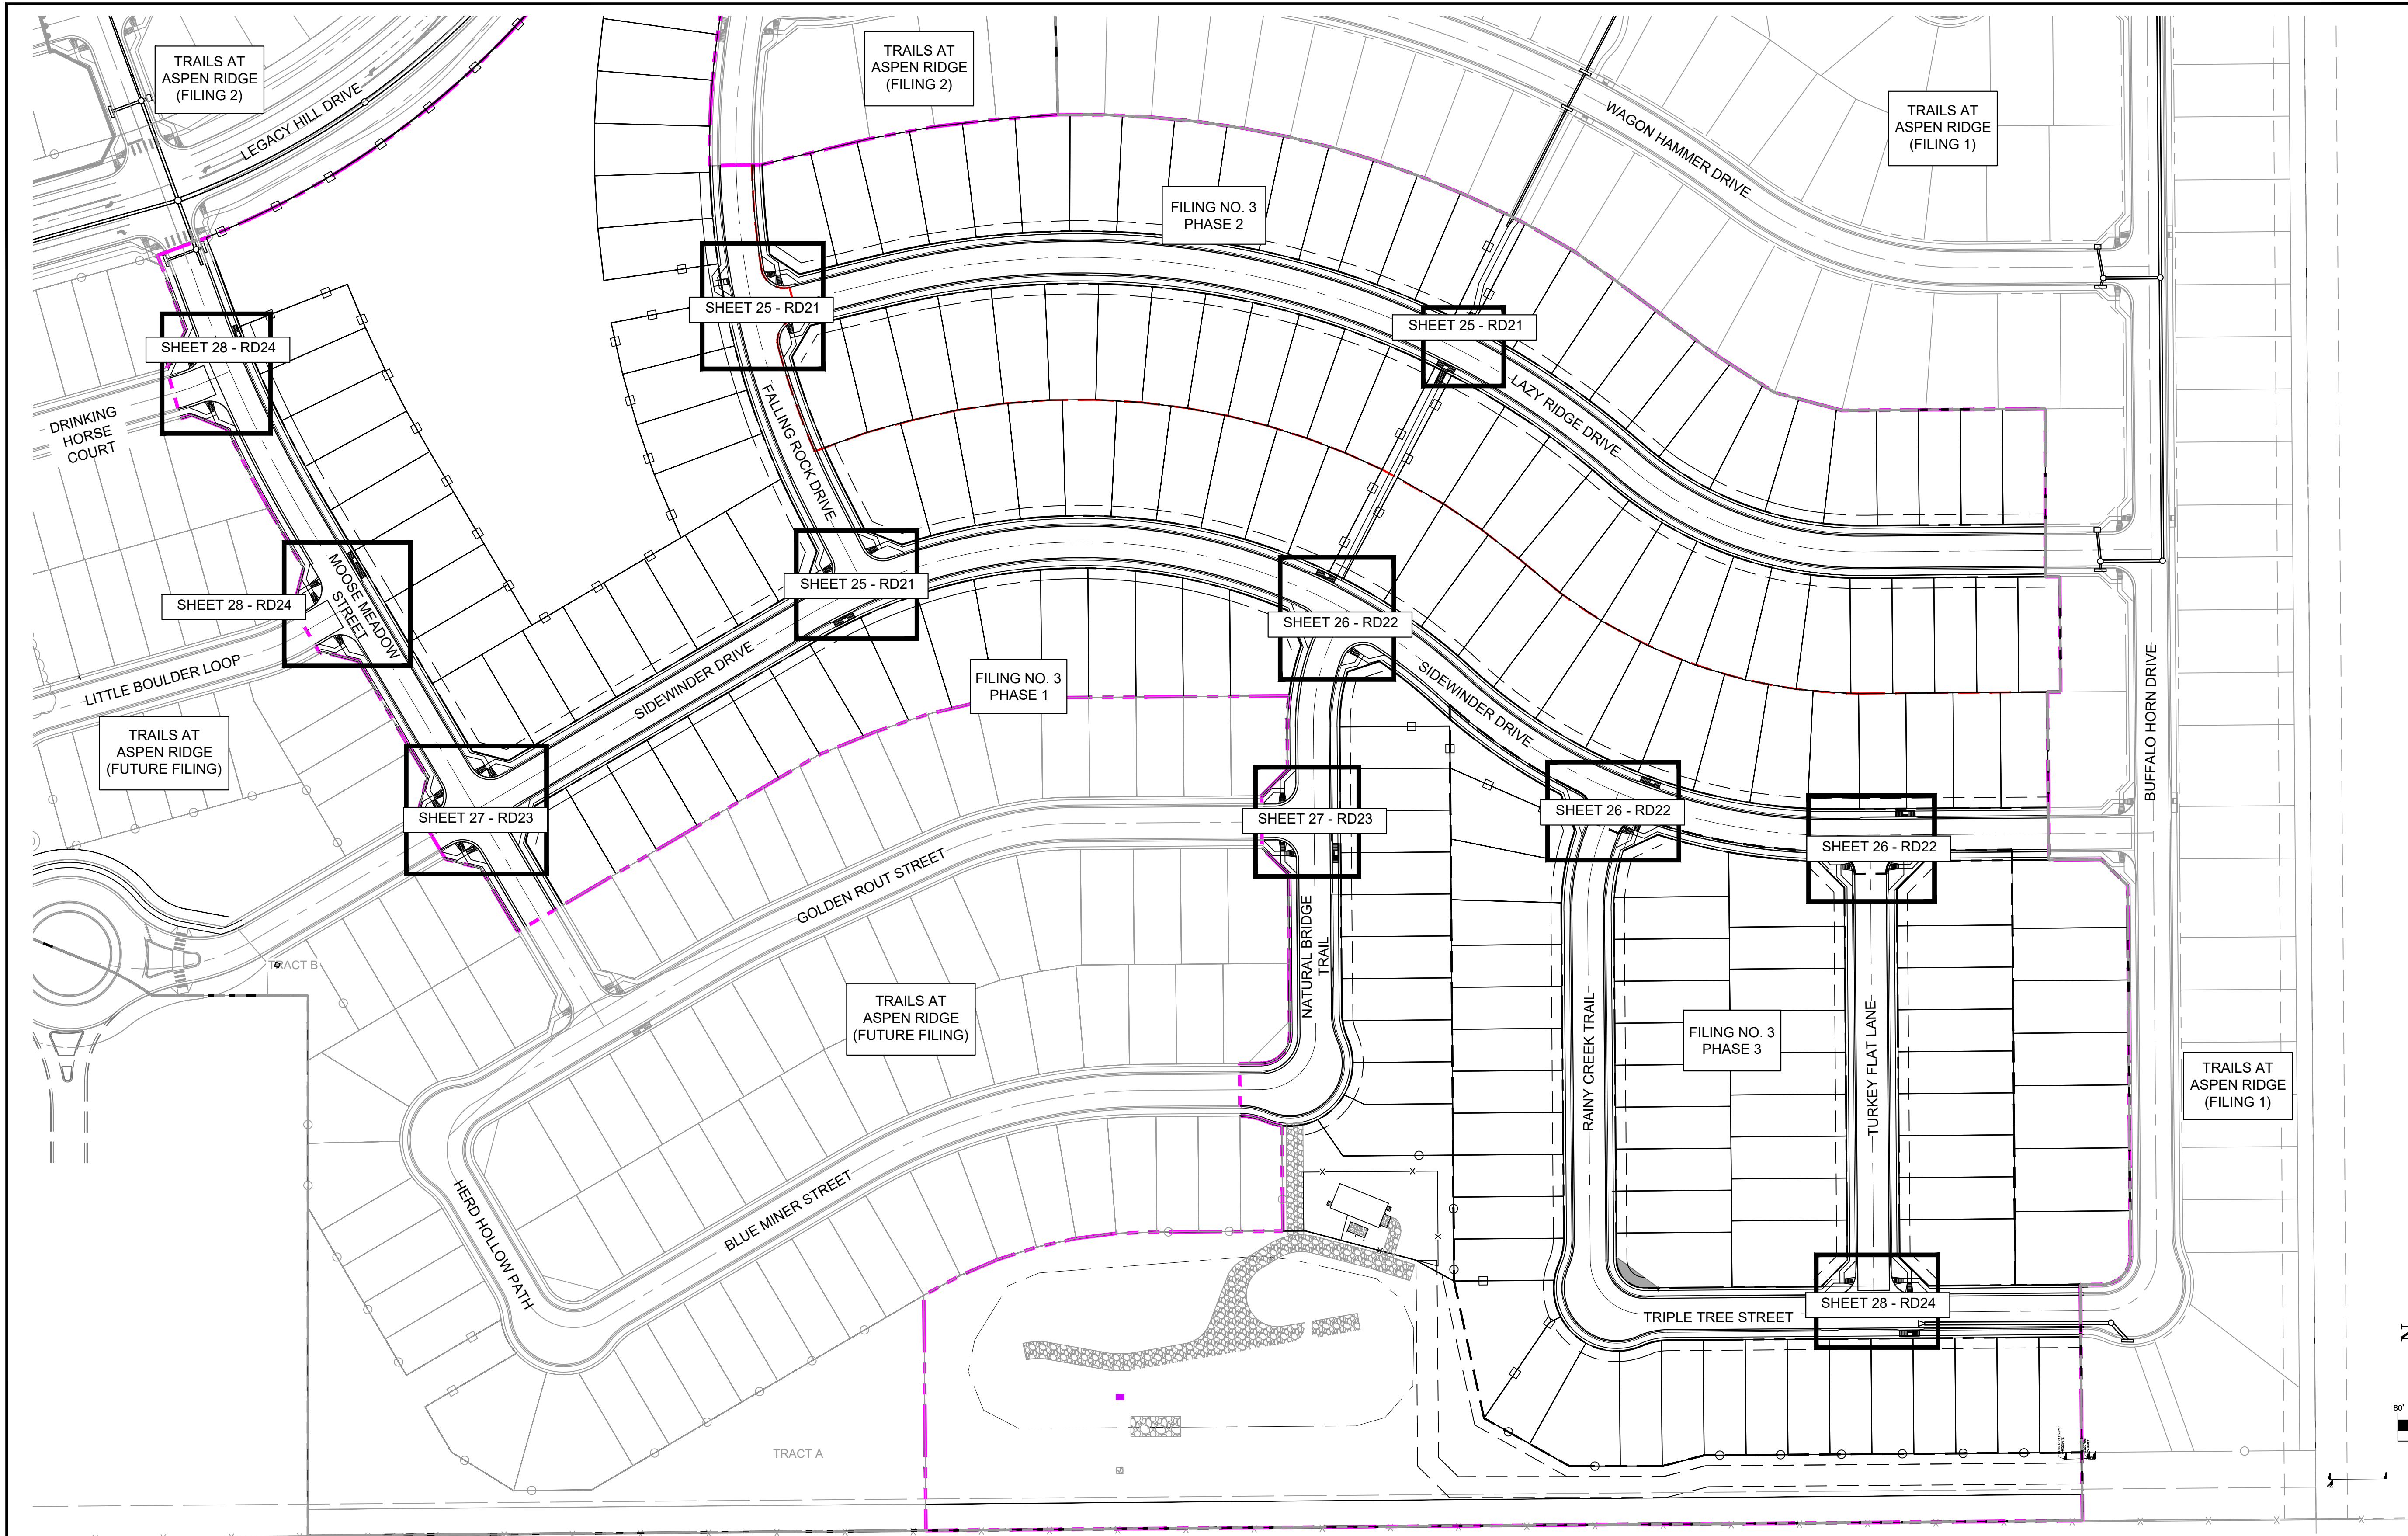 TRAILS AT
ASPEN RIDGE
(FILING 2)
LEGACY HILL DRIVE
TRAILS AT
ASPEN RIDGE
(FILING 2)
WAGON HAMMER DRIVE
TRAILS AT
ASPEN RIDGE
(FILING 1)
FILING NO. 3
PHASE 2
SHEET 25 - RD21
SHEET 25 - RD21
SHEET 28 - RD24
DRINKING
HORSE
COURT
FALLING ROCK DRIVE
LAZY RIDGE DRIVE
SHEET 25 - RD21
SHEET 28 - RD24
MOOSE MEADOW
STREET
SHEET 26 - RD22
LITTLE BOULDER LOOP
SIDEWINDER DRIVE
FILING NO. 3
PHASE 1
SIDEWINDER DRIVE
BUFFALO HORN DRIVE
TRAILS AT
ASPEN RIDGE
(FUTURE FILING)
SHEET 27 - RD23
SHEET 27 - RD23
SHEET 26 - RD22
SHEET 26 - RD22
GOLDEN ROUT STREET
NATURAL BRIDGE
TRAIL
TRACT B
TRAILS AT
ASPEN RIDGE
(FUTURE FILING)
RAINY CREEK TRAIL
FILING NO. 3
PHASE 3
TURKEY FLAT LANE
TRAILS AT
ASPEN RIDGE
(FILING 1)
HERD HOLLOW PATH
BLUE MINER STREET
SHEET 28 - RD24
TRIPLE TREE STREET
N
80'
TRACT A